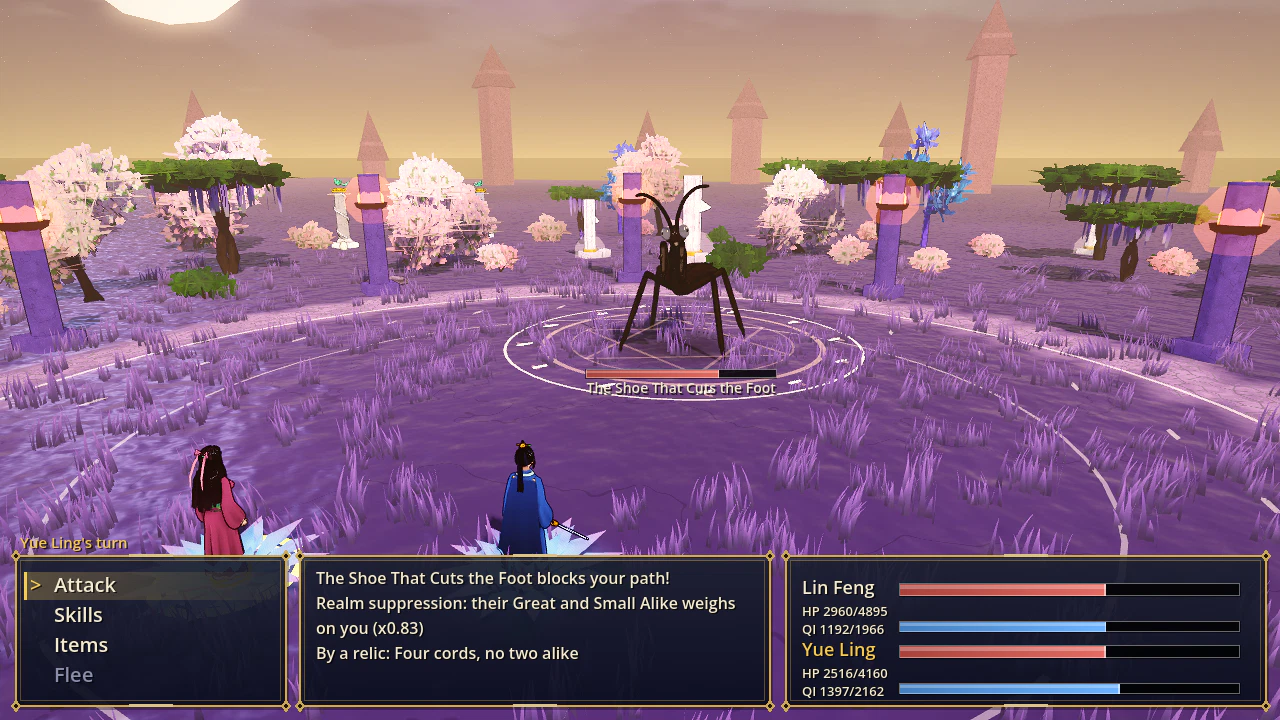 The Shoe That Cuts the Foot
Yue Ling's turn
> Attack
Skills
Items
Flee
The Shoe That Cuts the Foot blocks your path!
Realm suppression: their Great and Small Alike weighs
on you (x0.83)
By a relic: Four cords, no two alike
Lin Feng
HP 2960/4895
QI 1192/1966
Yue Ling
HP 2516/4160
QI 1397/2162